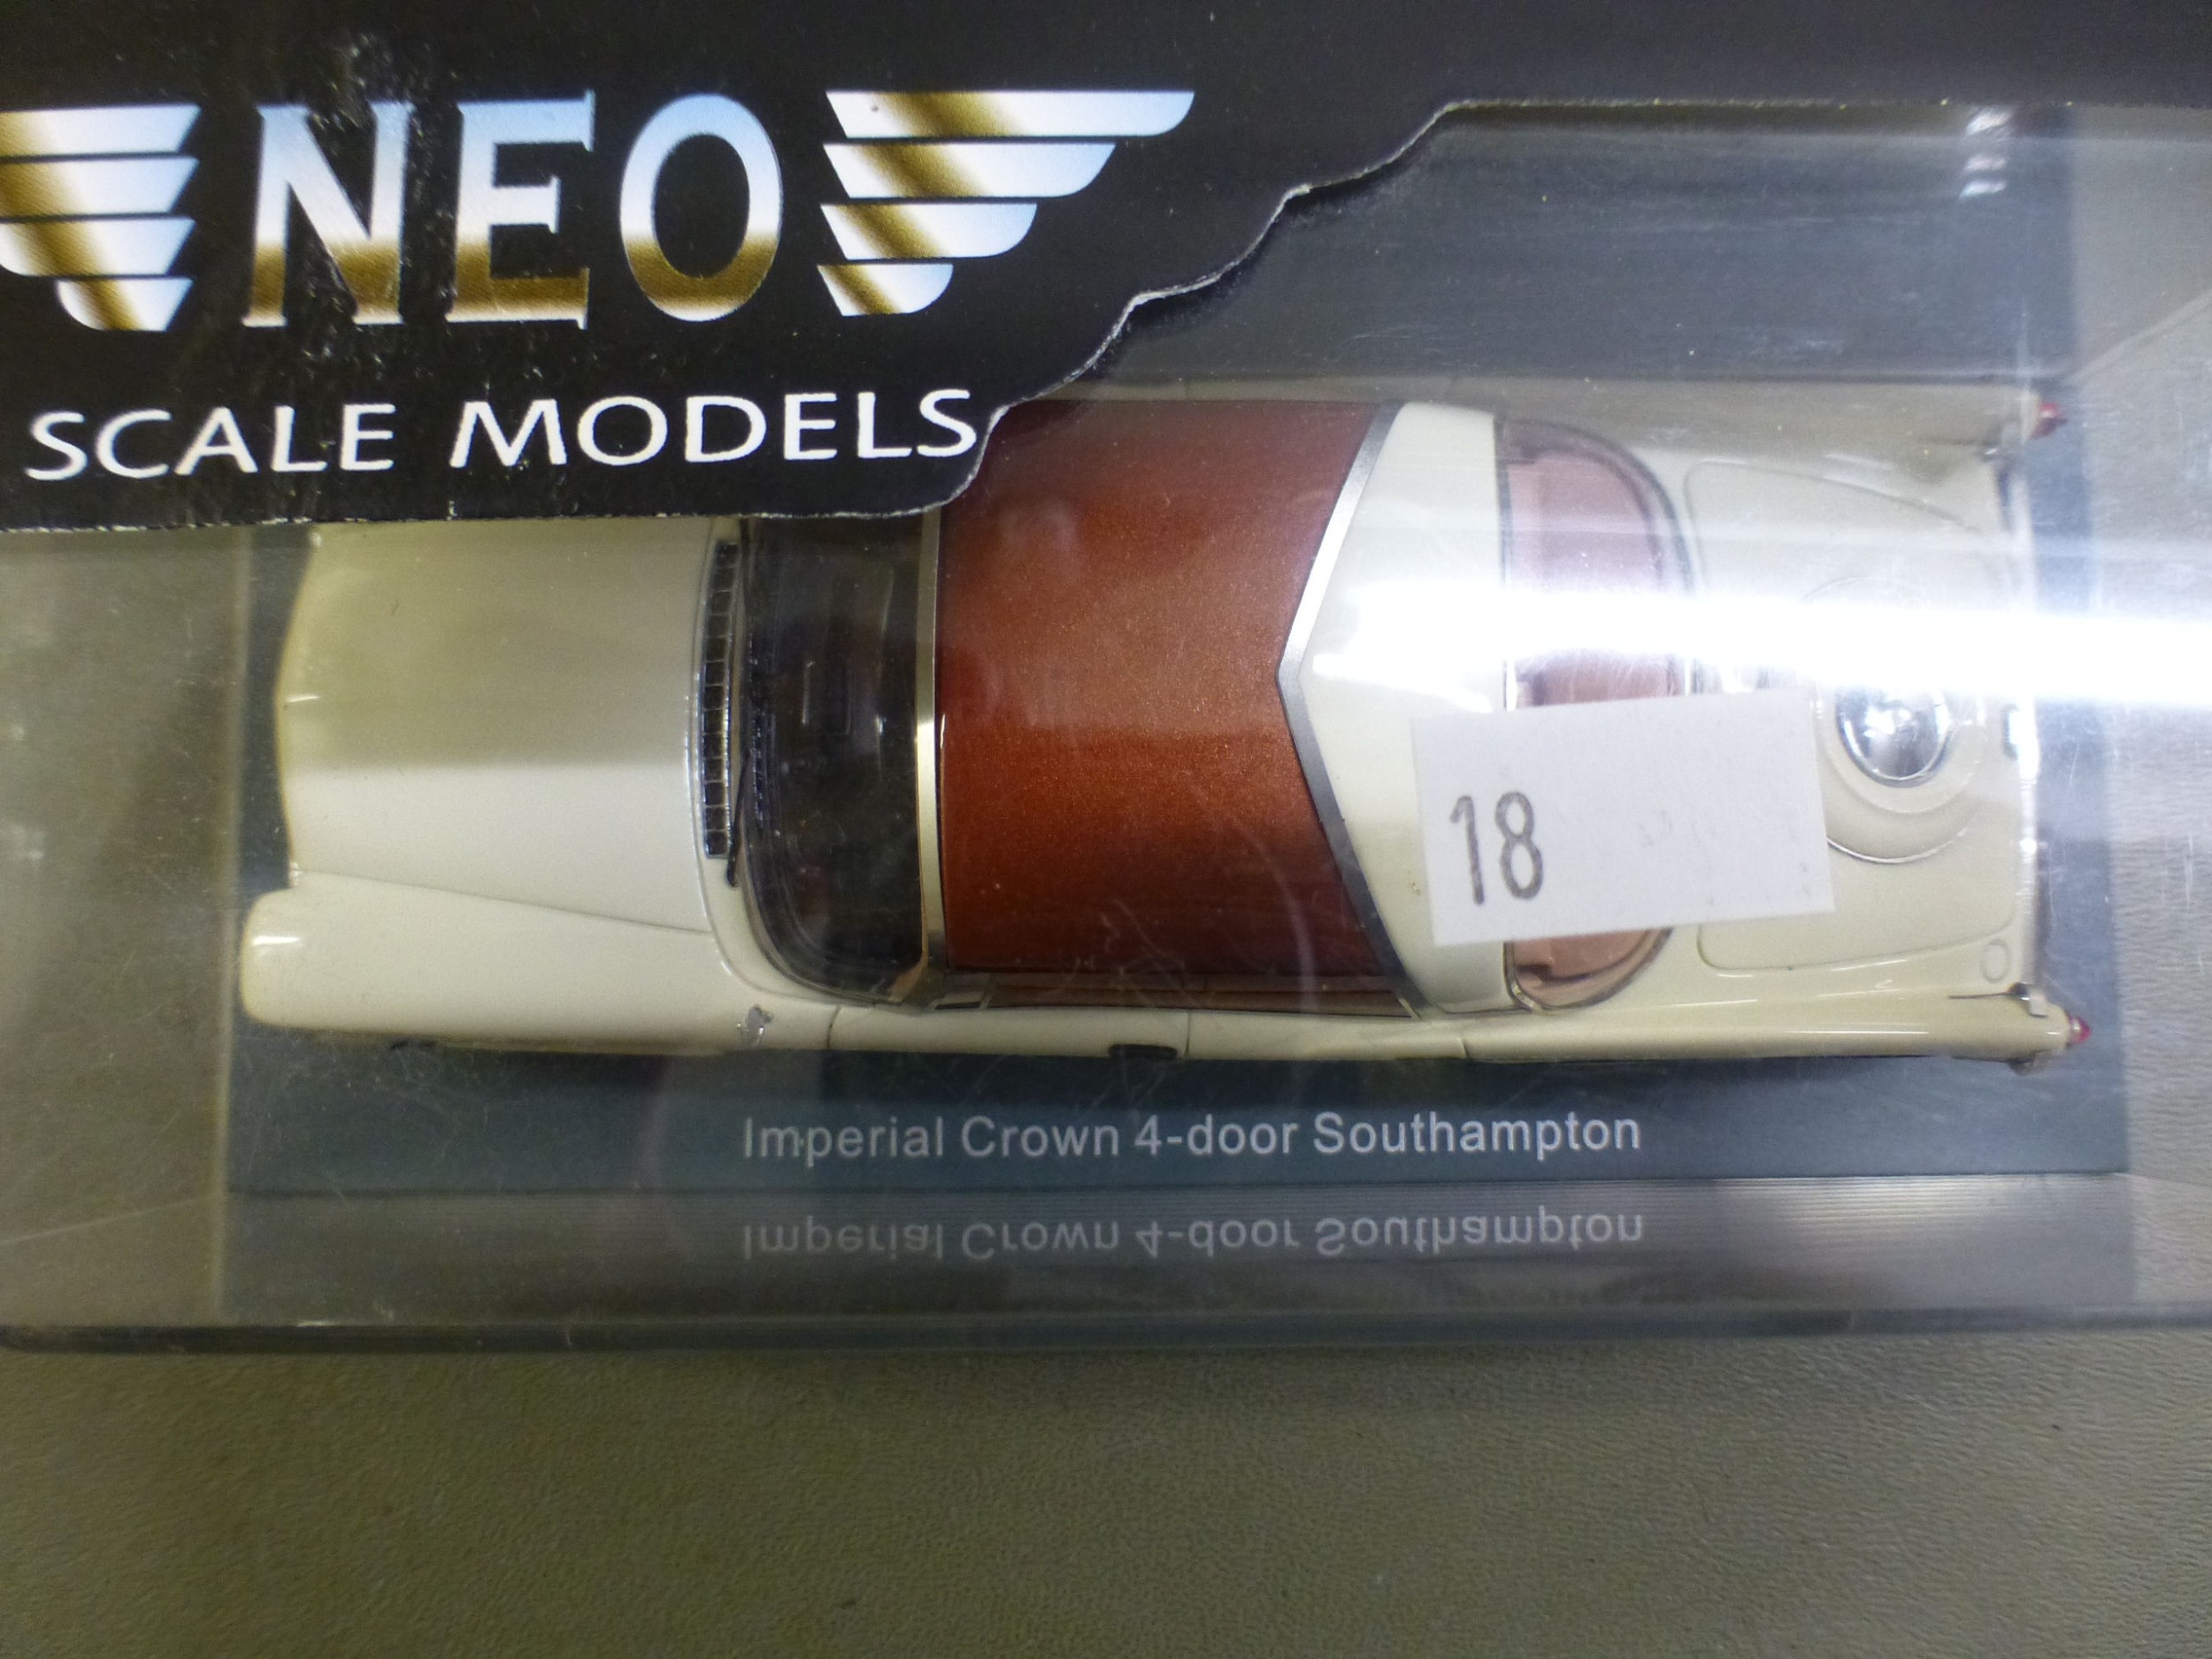 NEO
SCALE MODELS
18
Imperial Crown 4-door Southampton
Imperial Crown 4-door Southampton